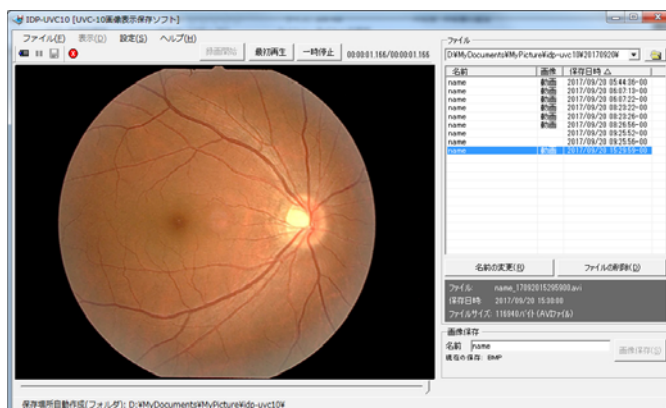 IDP-UVC10 [UVC-10画像表示保存ソフト]
ファイル(F) 表示(D) 設定(S) ヘルプ(H)
録画開始 最初再生 一時停止 00:00:01.166/00:00:01.166
ファイル
D:¥MyDocuments¥MyPicture¥idp-uvc10¥20170920¥
名前 画像 保存日時 △
name 動画 2017/09/20 05:44:06-00
name 動画 2017/09/20 06:07:13-00
name 動画 2017/09/20 06:07:22-00
name 動画 2017/09/20 08:23:22-00
name 動画 2017/09/20 08:23:26-00
name 動画 2017/09/20 08:26:56-00
name 2017/09/20 09:25:52-00
name 2017/09/20 09:25:56-00
name 動画 2017/09/20 15:29:59-00
名前の変更(R) ファイルの削除(D)
ファイル: name_17092015295900.avi
保存日時: 2017/09/20 15:30:00
ファイルサイズ: 116040バイト(AVIファイル)
画像保存
名前 name
現在の保存: BMP
画像保存(S)
保存場所自動作成(フォルダ): D:¥MyDocuments¥MyPicture¥idp-uvc10¥